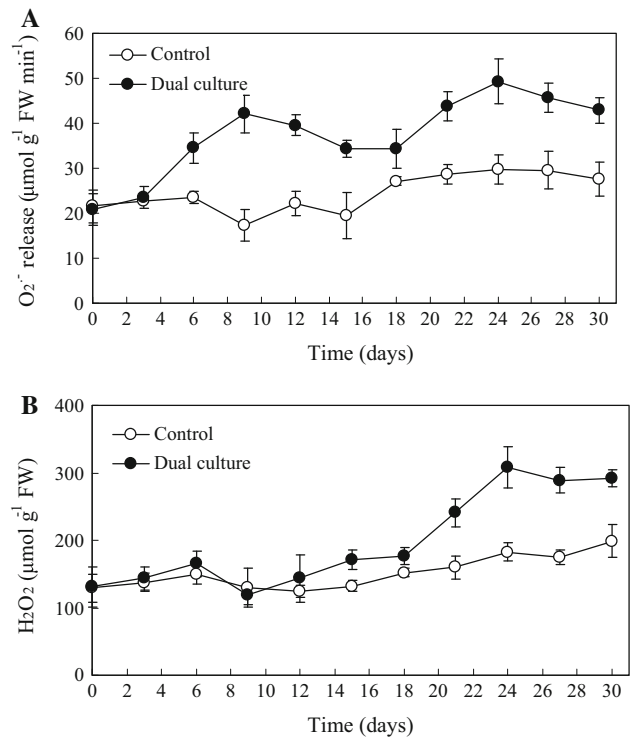 A
60
50
40
30
20
10
0
O₂·⁻ release (μmol g⁻¹ FW min⁻¹)
Control
Dual culture
0 2 4 6 8 10 12 14 16 18 20 22 24 26 28 30
Time (days)
B
400
300
200
100
0
H₂O₂ (μmol g⁻¹ FW)
Control
Dual culture
0 2 4 6 8 10 12 14 16 18 20 22 24 26 28 30
Time (days)